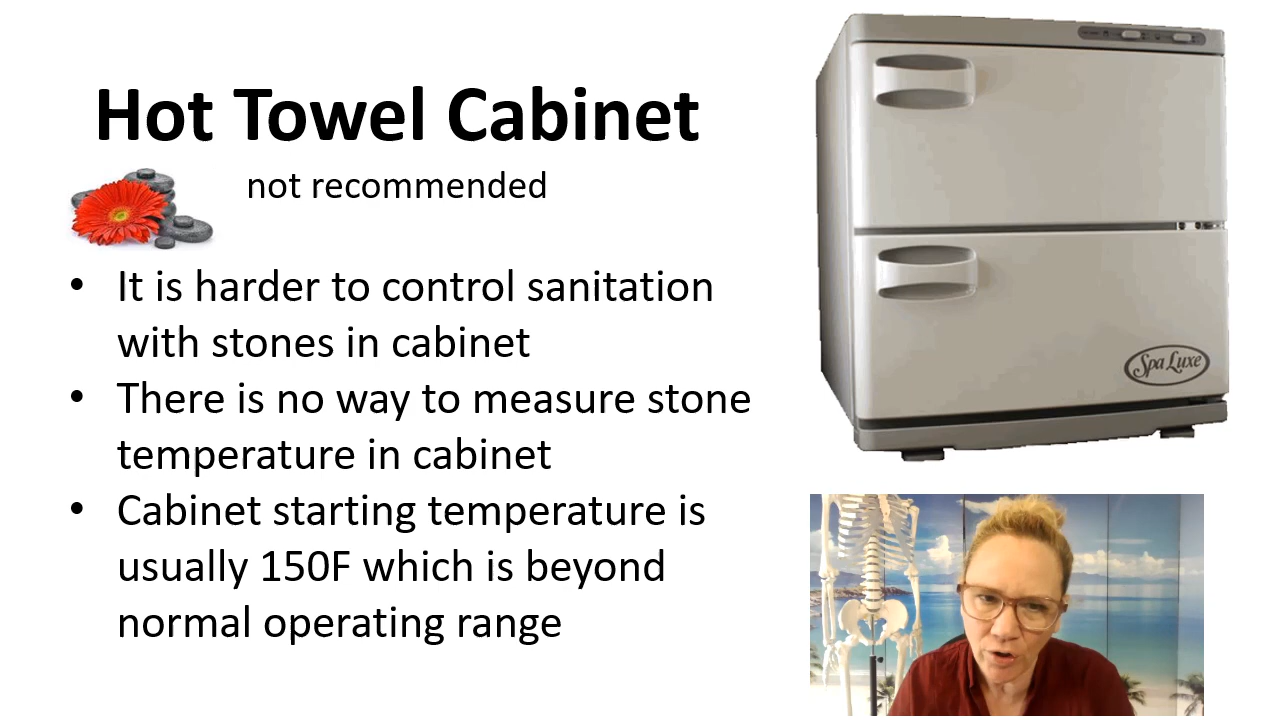 Hot Towel Cabinet
not recommended
• It is harder to control sanitation
with stones in cabinet
• There is no way to measure stone
temperature in cabinet
• Cabinet starting temperature is
usually 150F which is beyond
normal operating range
Spa Luxe